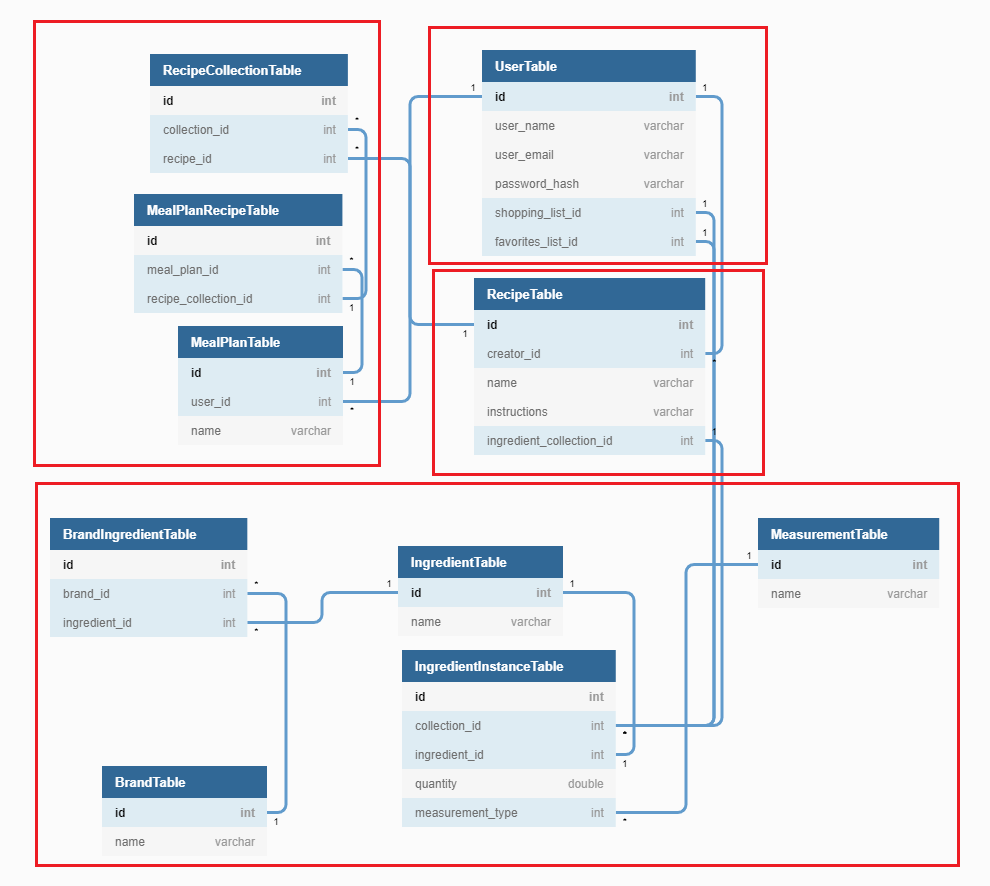 RecipeCollectionTable
id int
collection_id int
recipe_id int
MealPlanRecipeTable
id int
meal_plan_id int
recipe_collection_id int
MealPlanTable
id int
user_id int
name varchar
* * * 1 1 *
UserTable
id int
user_name varchar
user_email varchar
password_hash varchar
shopping_list_id int
favorites_list_id int
1 1 1 1
RecipeTable
id int
creator_id int
name varchar
instructions varchar
ingredient_collection_id int
1 * 1
BrandIngredientTable
id int
brand_id int
ingredient_id int
* *
BrandTable
id int
name varchar
1
IngredientTable
id int
name varchar
1 1
IngredientInstanceTable
id int
collection_id int
ingredient_id int
quantity double
measurement_type int
* 1 *
MeasurementTable
id int
name varchar
1